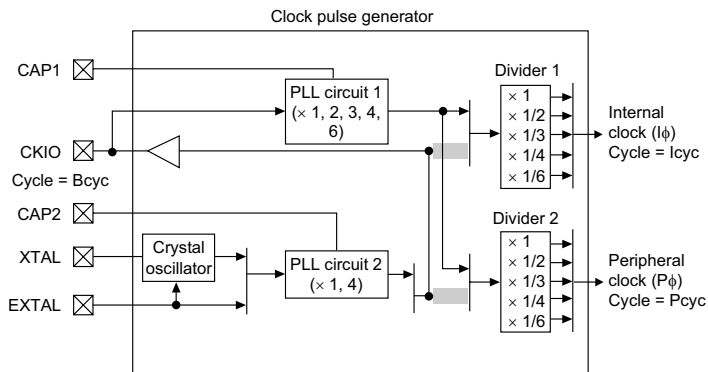 Clock pulse generator
CAP1
PLL circuit 1
(× 1, 2, 3, 4,
6)
Divider 1
× 1
× 1/2
× 1/3
× 1/4
× 1/6
Internal
clock (Iϕ)
Cycle = Icyc
CKIO
Cycle = Bcyc
CAP2
XTAL
Crystal
oscillator
EXTAL
PLL circuit 2
(× 1, 4)
Divider 2
× 1
× 1/2
× 1/3
× 1/4
× 1/6
Peripheral
clock (Pϕ)
Cycle = Pcyc